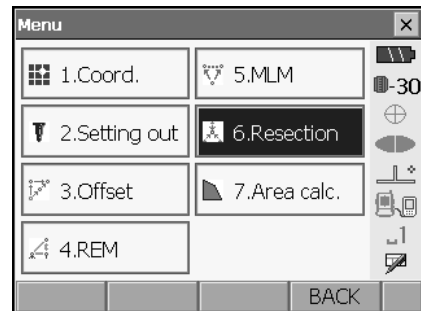 Menu
1.Coord.
2.Setting out
3.Offset
4.REM
5.MLM
6.Resection
7.Area calc.
-30
1
BACK